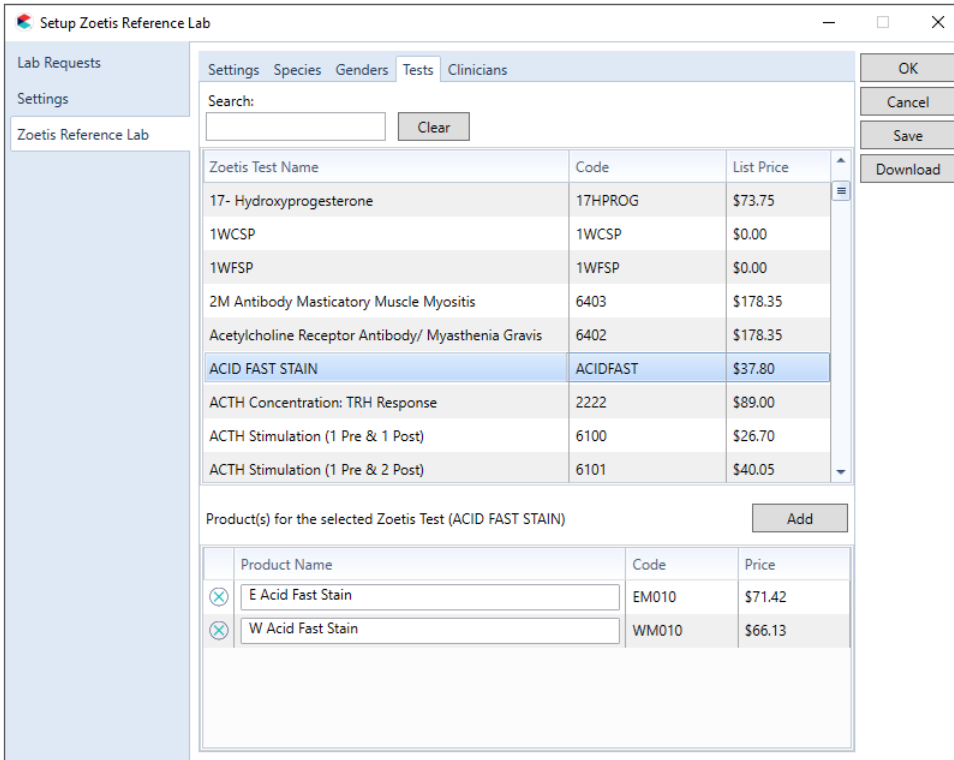 Setup Zoetis Reference Lab
Lab Requests
Settings
Zoetis Reference Lab
Settings Species Genders Tests Clinicians
OK
Cancel
Save
Download
Search:
Clear
Zoetis Test Name Code List Price
17- Hydroxyprogesterone 17HPROG $73.75
1WCSP 1WCSP $0.00
1WFSP 1WFSP $0.00
2M Antibody Masticatory Muscle Myositis 6403 $178.35
Acetylcholine Receptor Antibody/ Myasthenia Gravis 6402 $178.35
ACID FAST STAIN ACIDFAST $37.80
ACTH Concentration: TRH Response 2222 $89.00
ACTH Stimulation (1 Pre & 1 Post) 6100 $26.70
ACTH Stimulation (1 Pre & 2 Post) 6101 $40.05
Product(s) for the selected Zoetis Test (ACID FAST STAIN) Add
Product Name Code Price
E Acid Fast Stain EM010 $71.42
W Acid Fast Stain WM010 $66.13